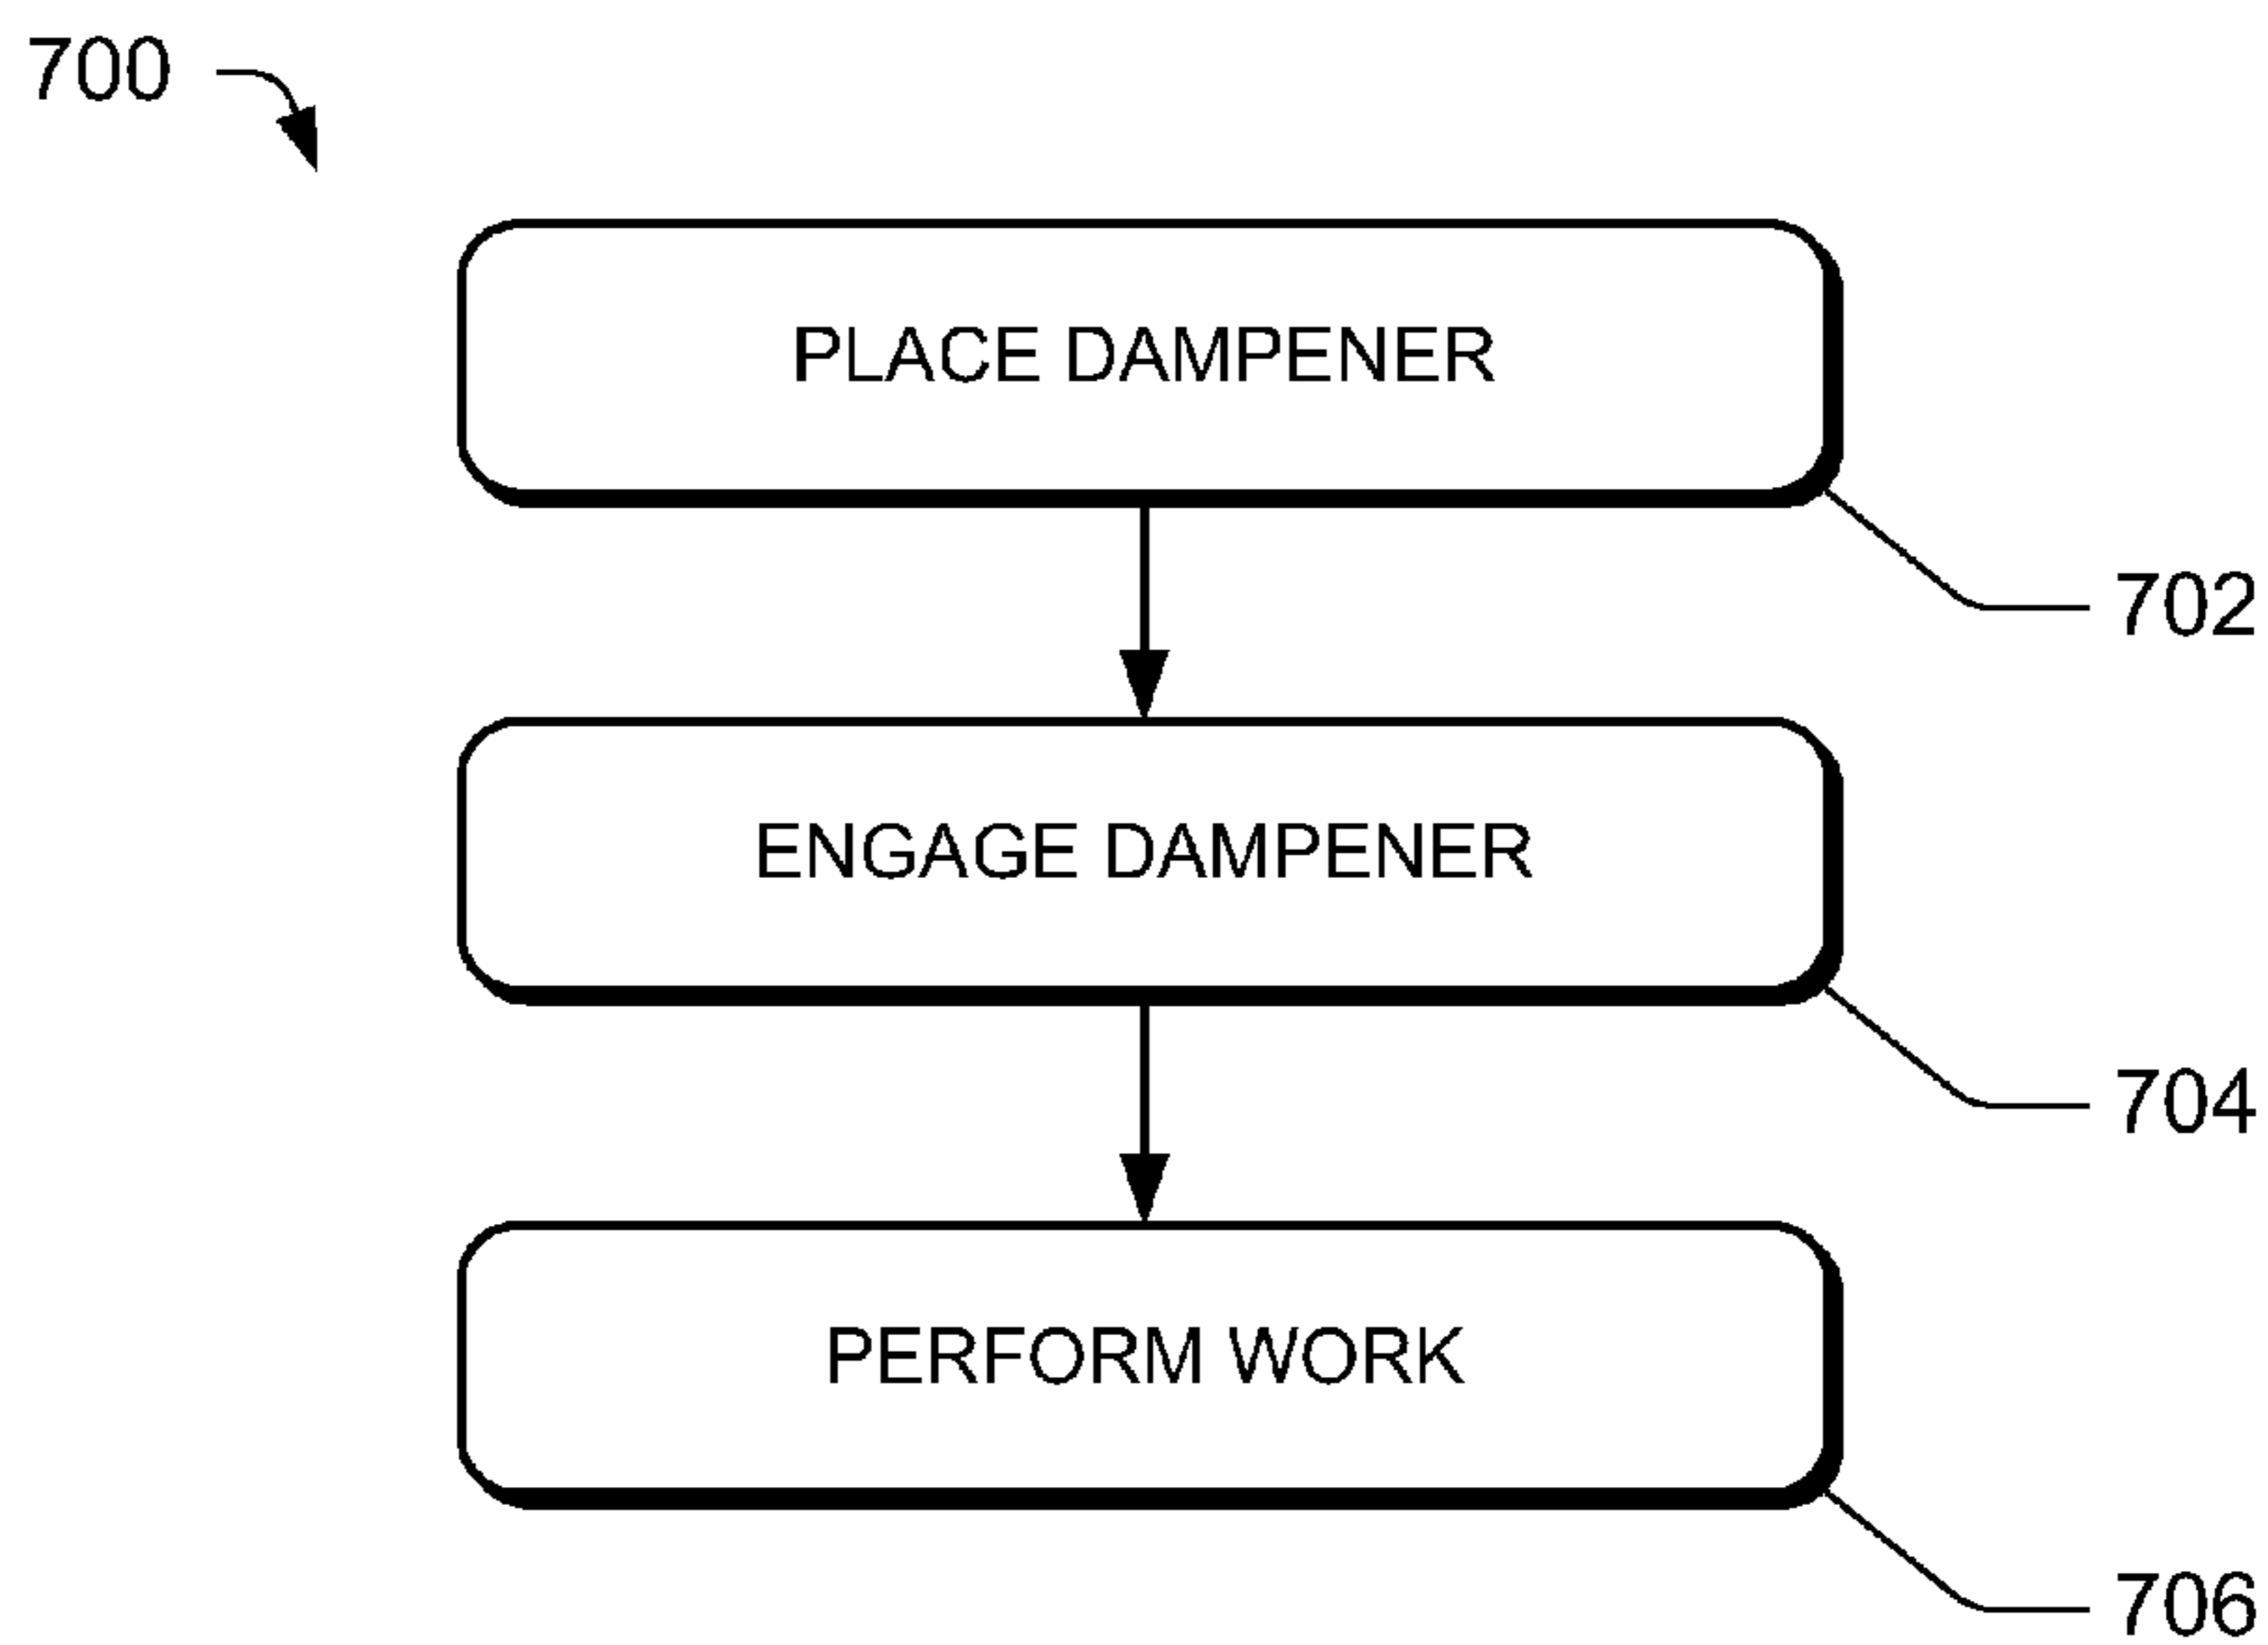 700
PLACE DAMPENER
702
ENGAGE DAMPENER
704
PERFORM WORK
706